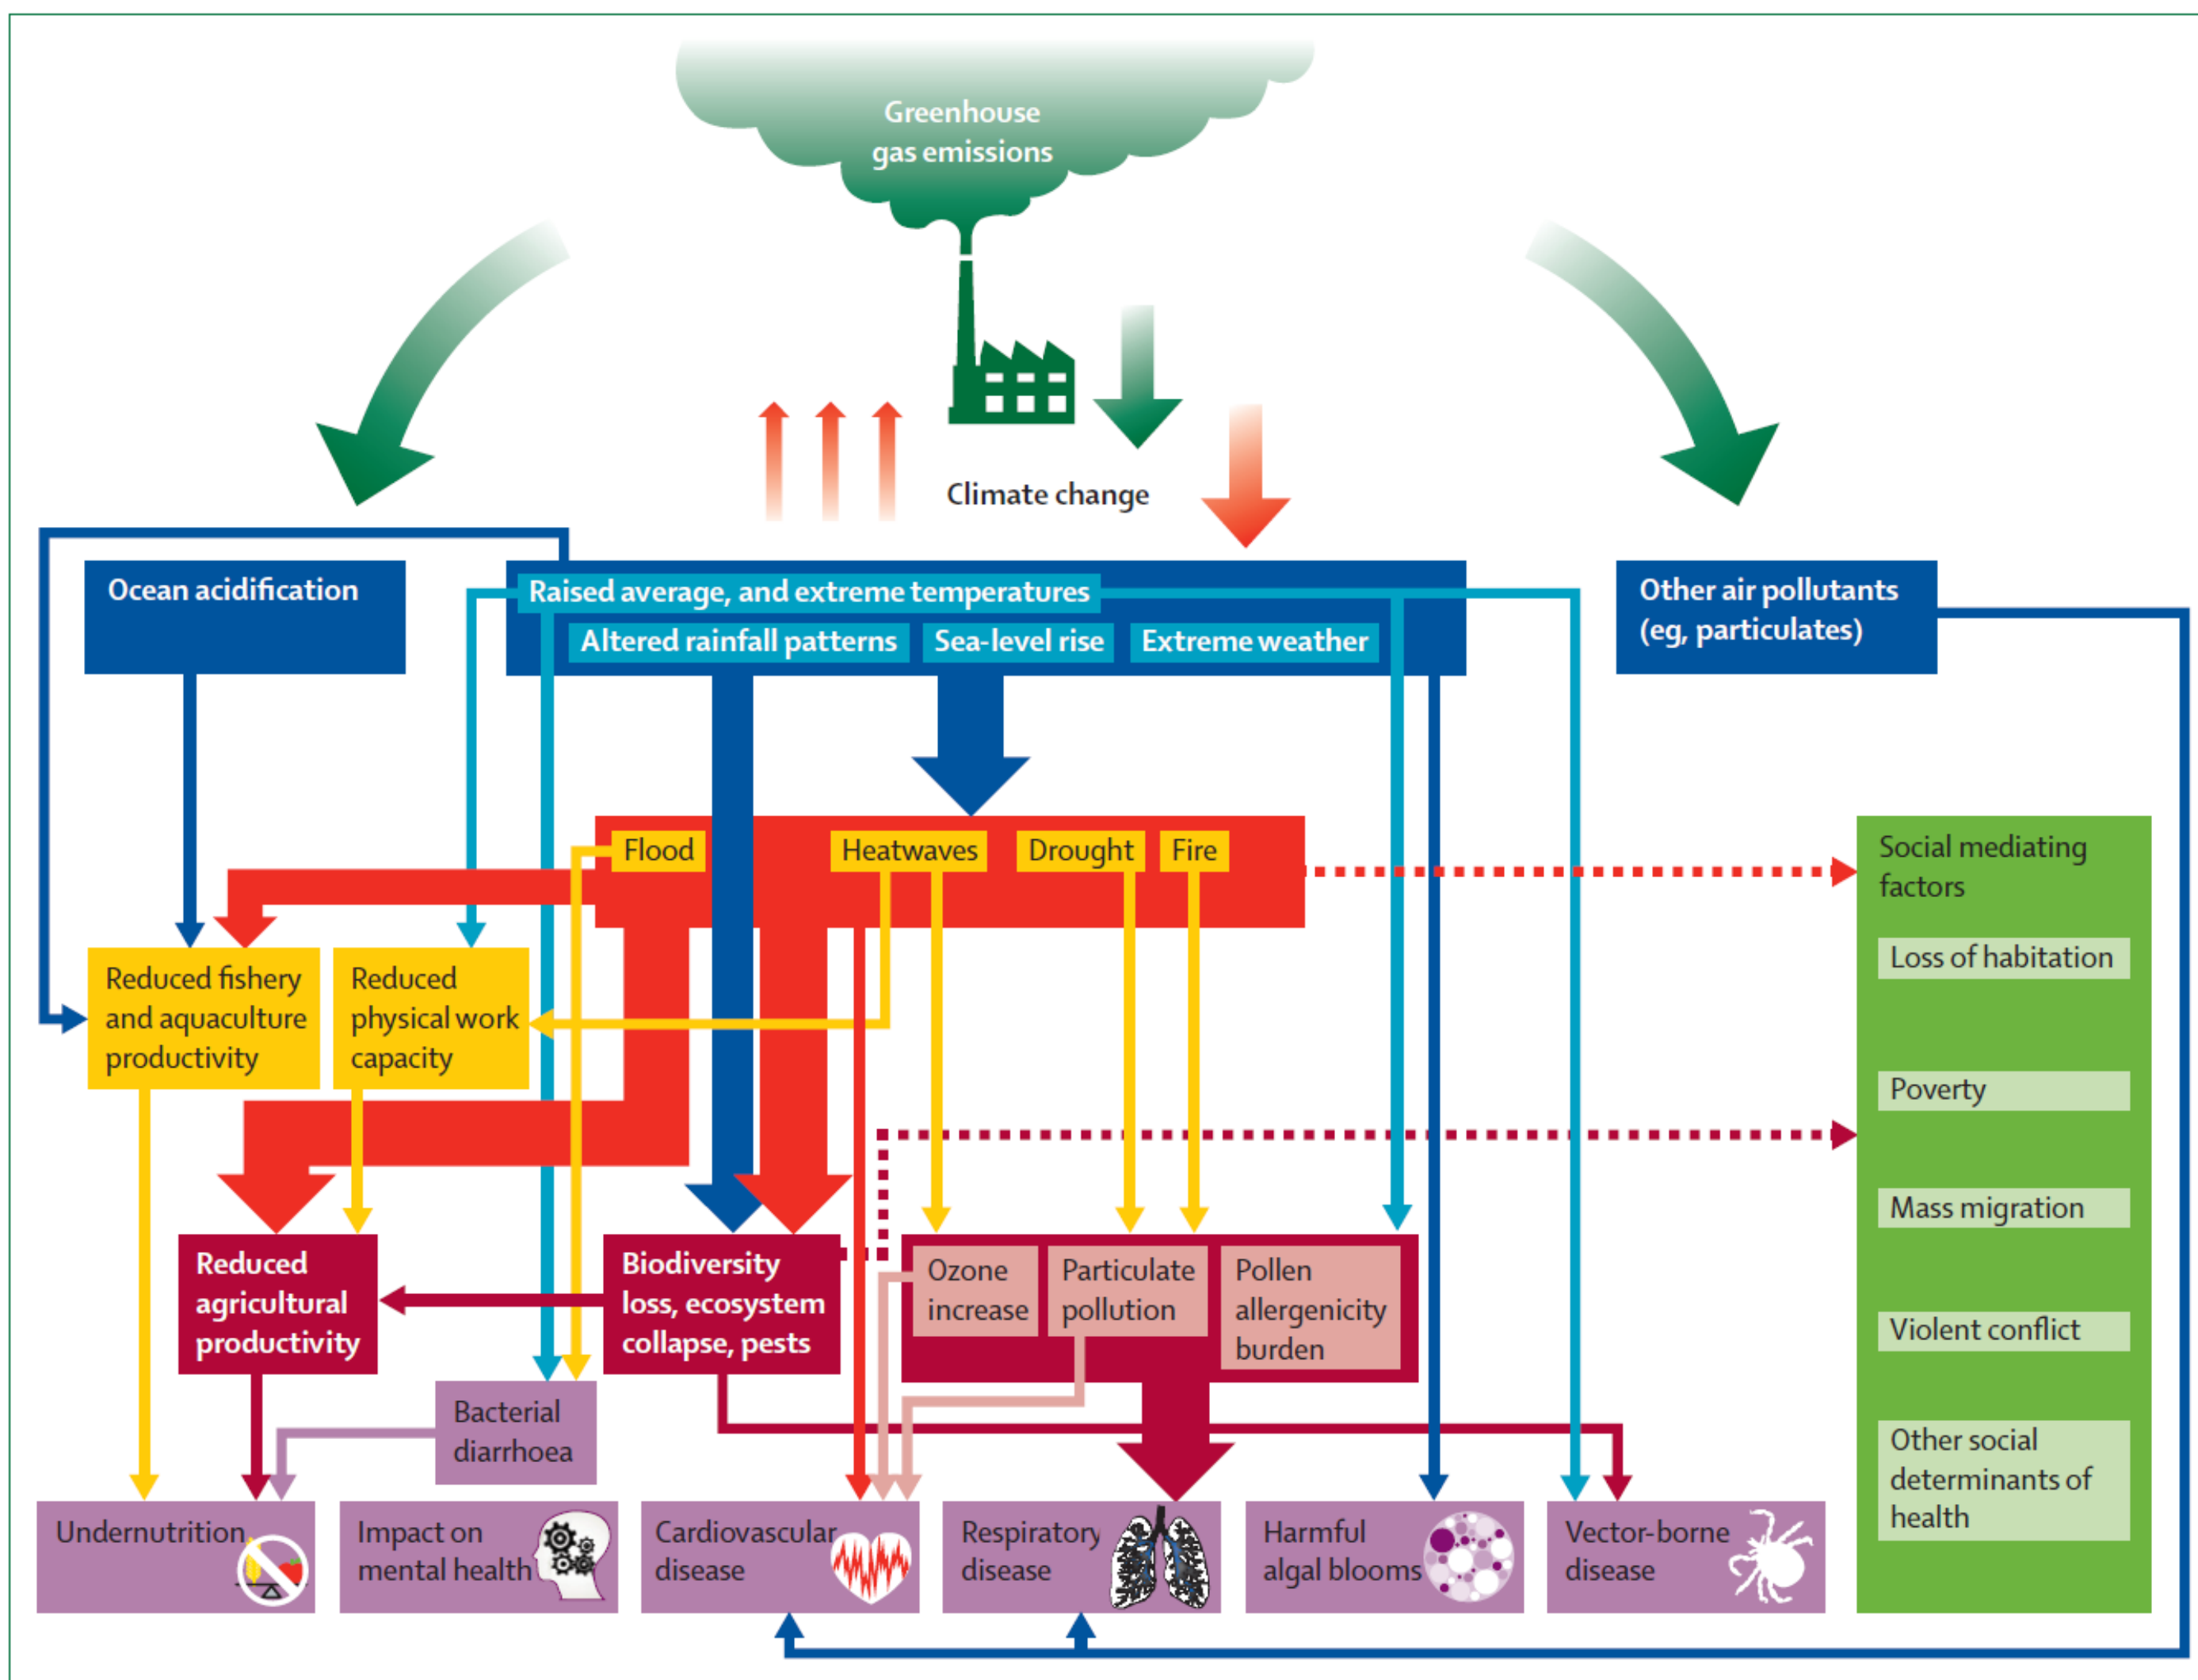 Greenhouse
gas emissions
Climate change
Ocean acidification
Raised average, and extreme temperatures
Altered rainfall patterns
Sea-level rise
Extreme weather
Other air pollutants
(eg, particulates)
Flood
Heatwaves
Drought
Fire
Social mediating
factors
Loss of habitation
Poverty
Mass migration
Violent conflict
Other social
determinants of
health
Reduced fishery
and aquaculture
productivity
Reduced
physical work
capacity
Reduced
agricultural
productivity
Biodiversity
loss, ecosystem
collapse, pests
Ozone
increase
Particulate
pollution
Pollen
allergenicity
burden
Bacterial
diarrhoea
Undernutrition
Impact on
mental health
Cardiovascular
disease
Respiratory
disease
Harmful
algal blooms
Vector-borne
disease